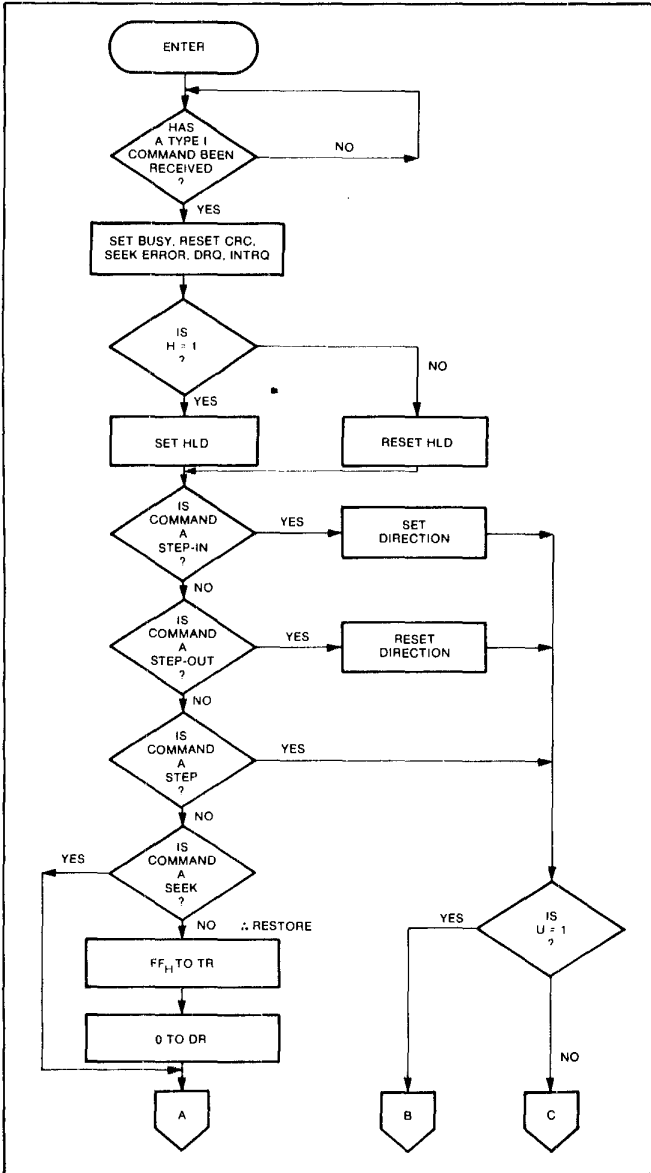 ENTER
HAS
A TYPE I
COMMAND BEEN
RECEIVED
?
NO
YES
SET BUSY, RESET CRC,
SEEK ERROR, DRQ, INTRQ
IS
H = 1
?
NO
YES
SET HLD
RESET HLD
IS
COMMAND
A
STEP-IN
?
YES
SET
DIRECTION
NO
IS
COMMAND
A
STEP-OUT
?
YES
RESET
DIRECTION
NO
IS
COMMAND
A
STEP
?
YES
NO
IS
COMMAND
A
SEEK
?
YES
NO ∴ RESTORE
FFH TO TR
0 TO DR
IS
U = 1
?
YES
NO
A
B
C